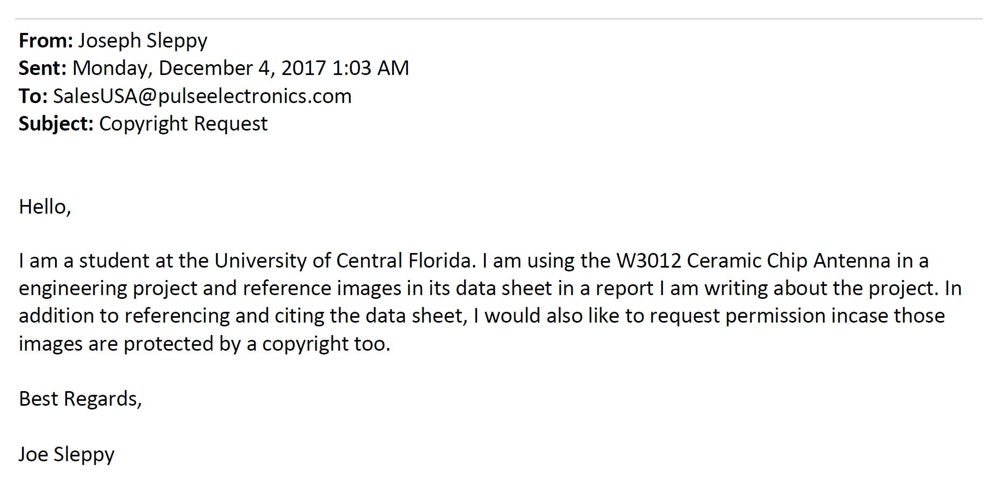 From: Joseph Sleppy
Sent: Monday, December 4, 2017 1:03 AM
To: SalesUSA@pulseelectronics.com
Subject: Copyright Request
Hello,
I am a student at the University of Central Florida. I am using the W3012 Ceramic Chip Antenna in a
engineering project and reference images in its data sheet in a report I am writing about the project. In
addition to referencing and citing the data sheet, I would also like to request permission incase those
images are protected by a copyright too.
Best Regards,
Joe Sleppy